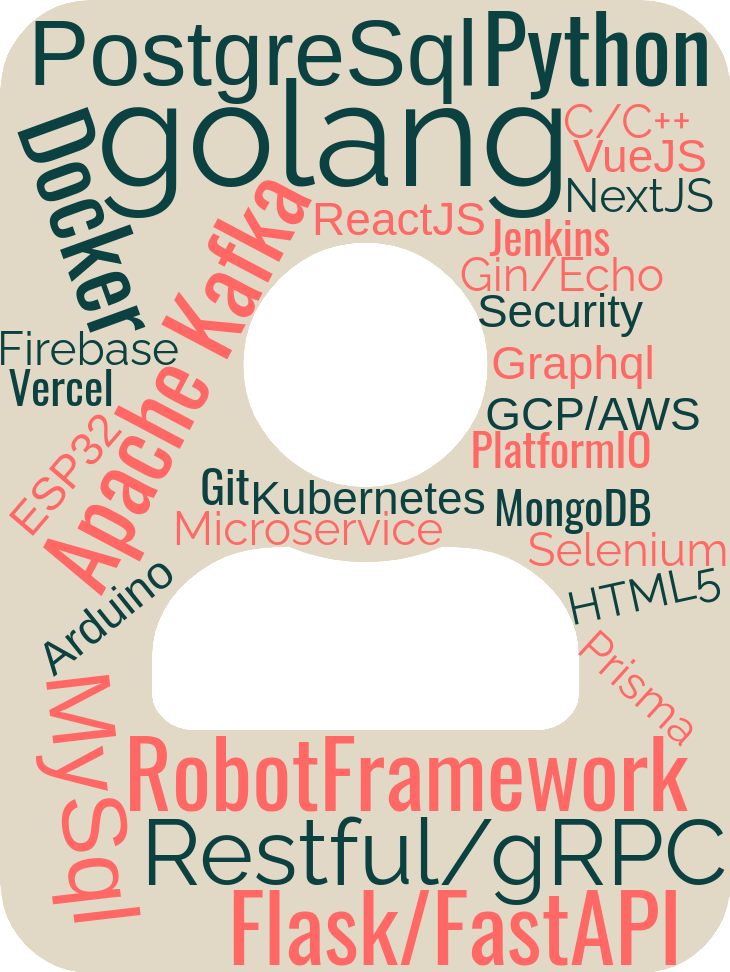 PostgreSql Python
golang
C/C++
VueJS
NextJS
Docker
Apache Kafka
ReactJS
Jenkins
Gin/Echo
Security
Firebase
Vercel
Graphql
GCP/AWS
ESP32
PlatformIO
Git Kubernetes
MongoDB
Microservice
Selenium
HTML5
Arduino
Prisma
MySql
RobotFramework
Restful/gRPC
Flask/FastAPI